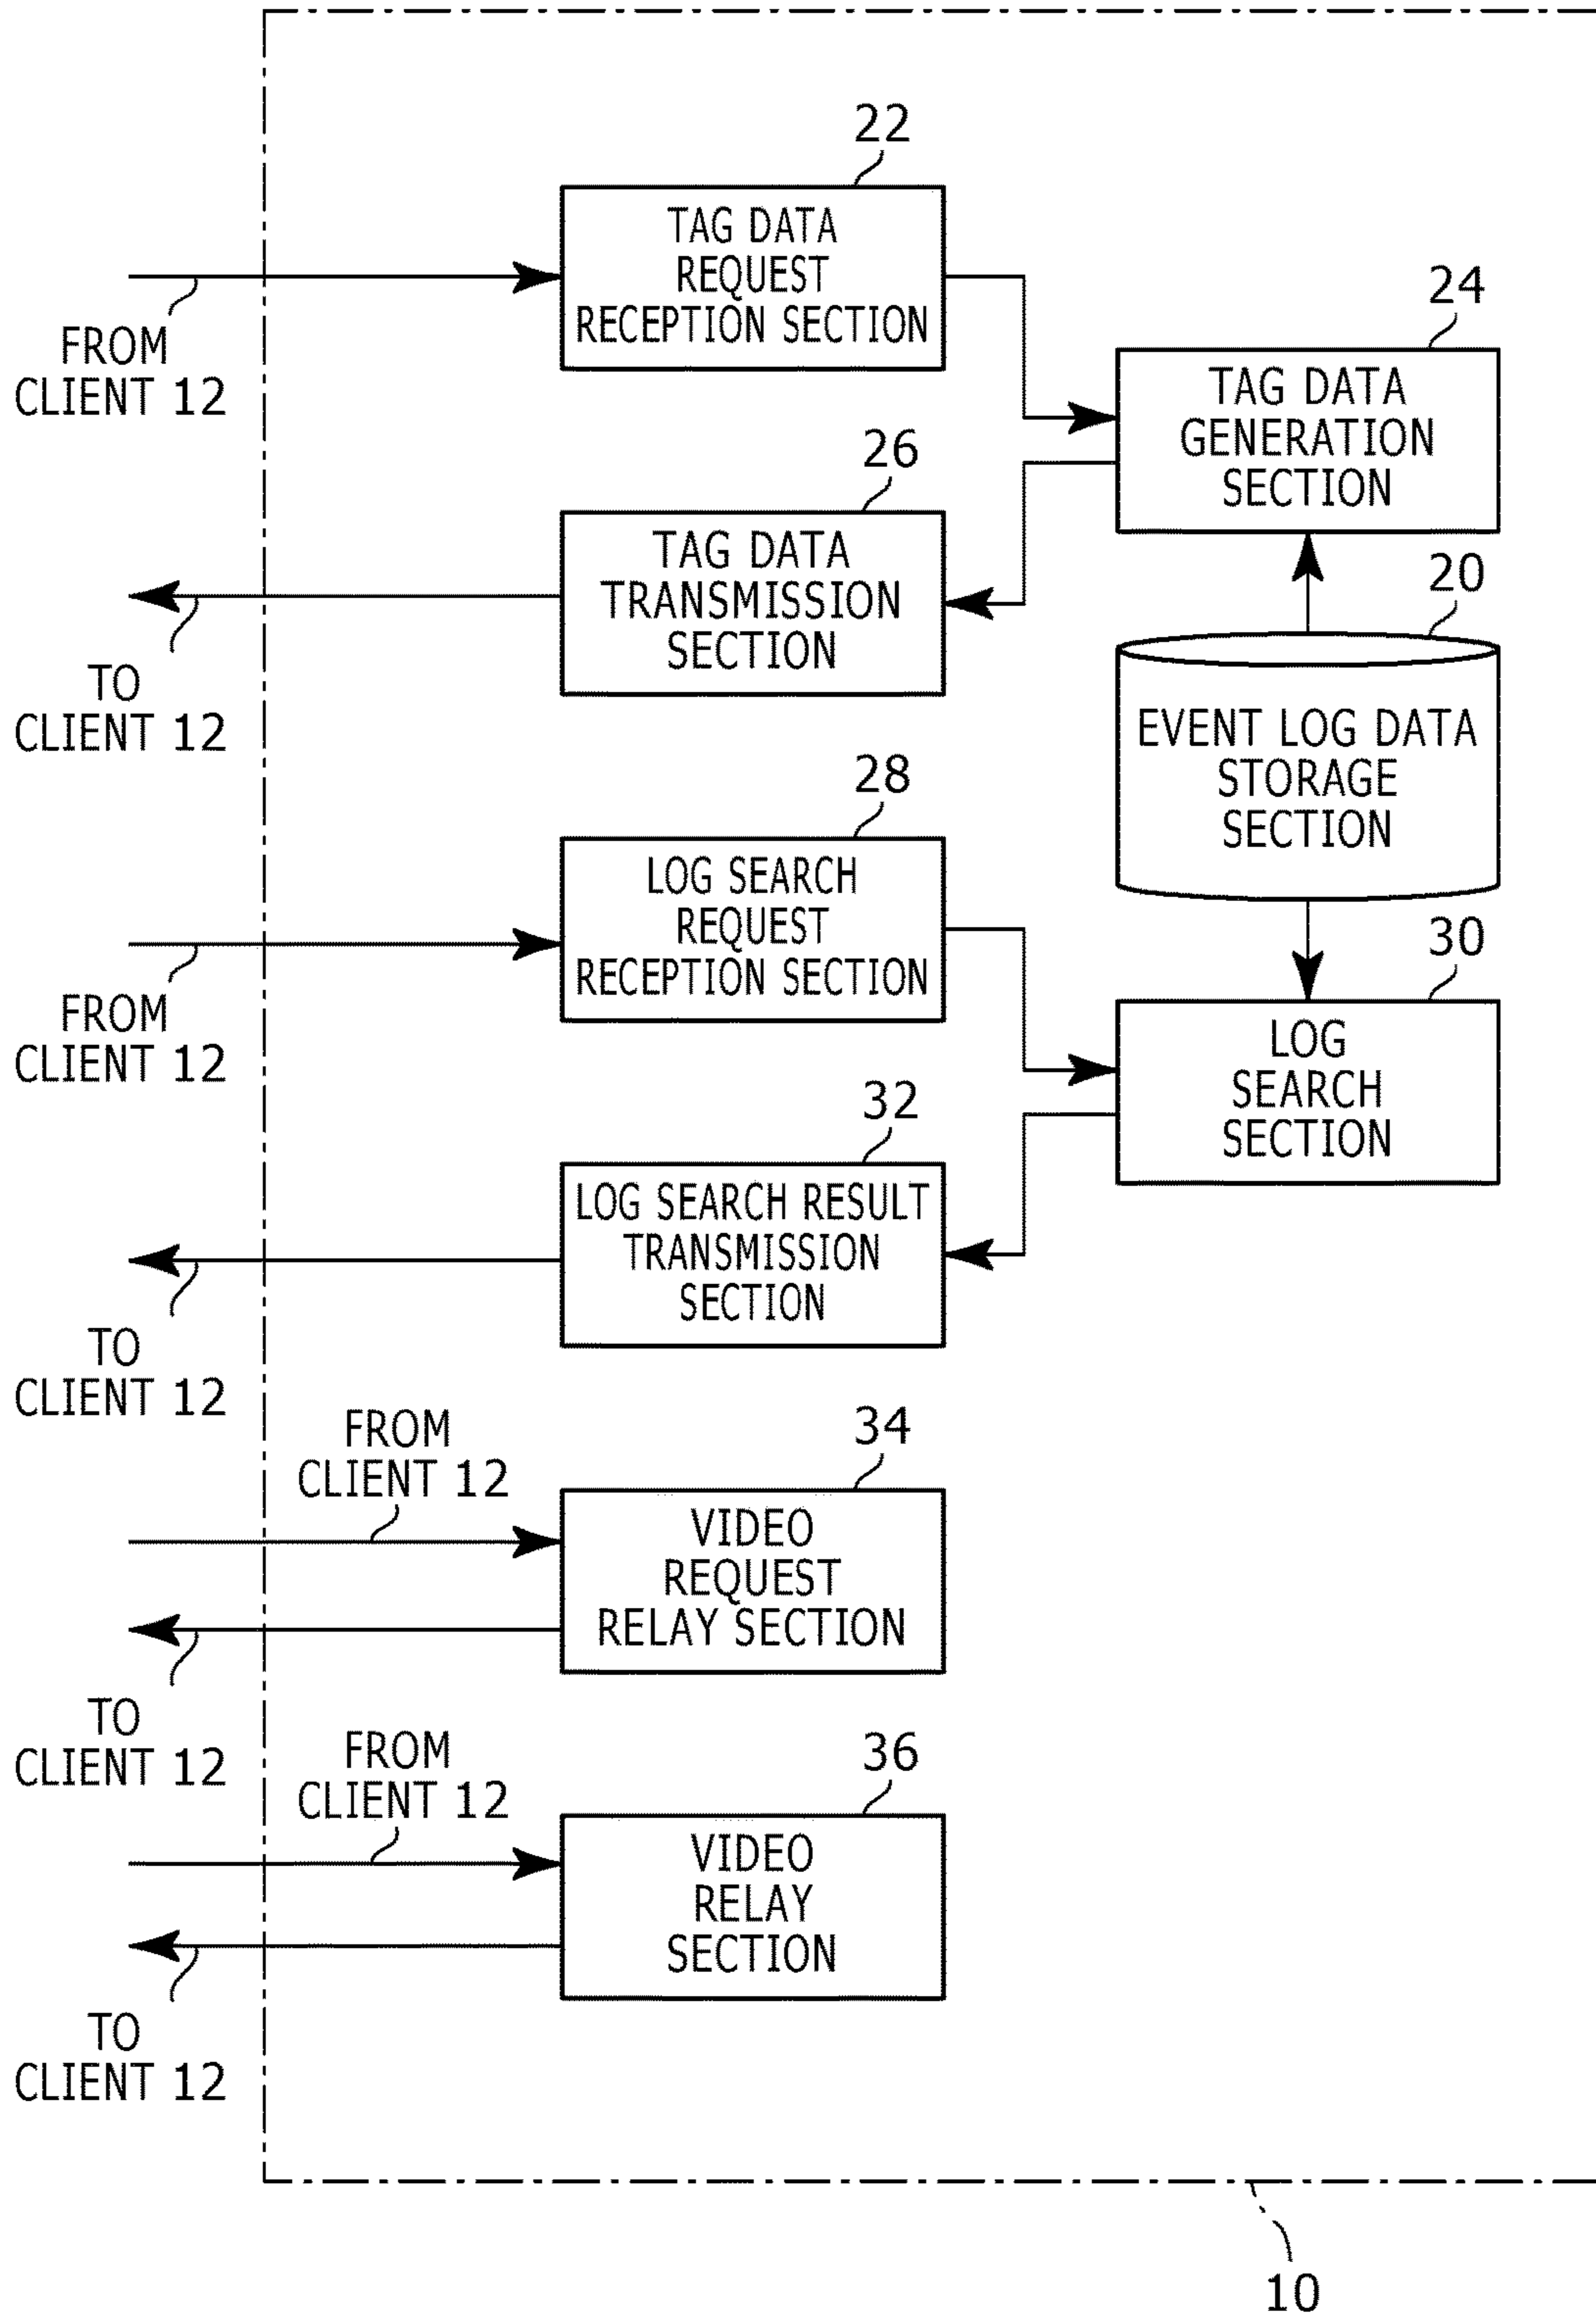 22
TAG DATA
REQUEST
RECEPTION SECTION
FROM
CLIENT 12
24
TAG DATA
GENERATION
SECTION
26
TAG DATA
TRANSMISSION
SECTION
TO
CLIENT 12
20
EVENT LOG DATA
STORAGE
SECTION
28
LOG SEARCH
REQUEST
RECEPTION SECTION
FROM
CLIENT 12
30
LOG
SEARCH
SECTION
32
LOG SEARCH RESULT
TRANSMISSION
SECTION
TO
CLIENT 12
FROM
CLIENT 12
34
VIDEO
REQUEST
RELAY SECTION
TO
CLIENT 12
FROM
CLIENT 12
36
VIDEO
RELAY
SECTION
TO
CLIENT 12
10